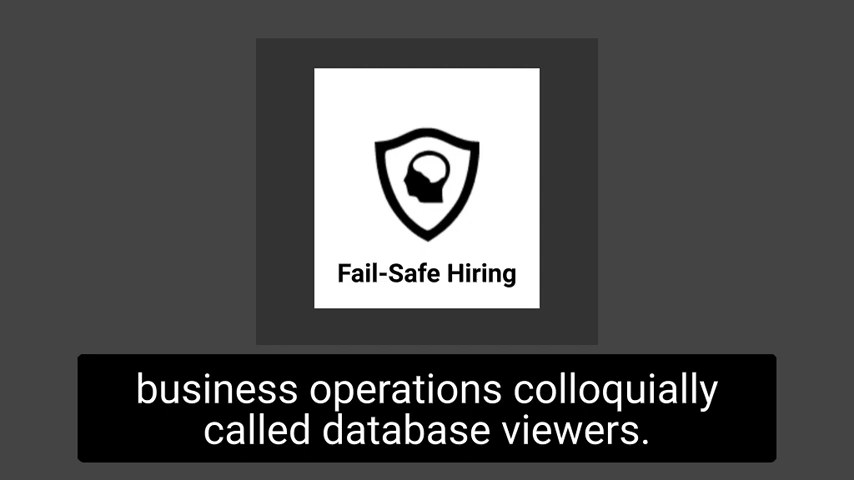 Fail-Safe Hiring
business operations colloquially
called database viewers.